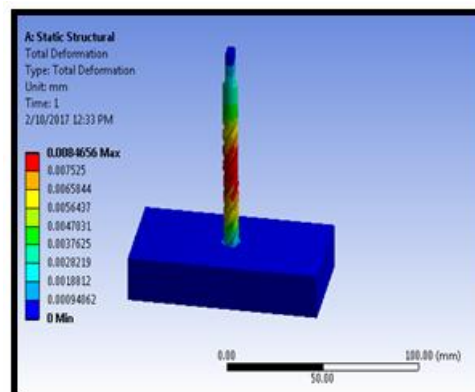 A: Static Structural
Total Deformation
Type: Total Deformation
Unit: mm
Time: 1
2/10/2017 12:33 PM
0.0084656 Max
0.007525
0.0065844
0.0056437
0.0047031
0.0037625
0.0028219
0.0018812
0.00094062
0 Min
0.00
100.00 (mm)
50.00